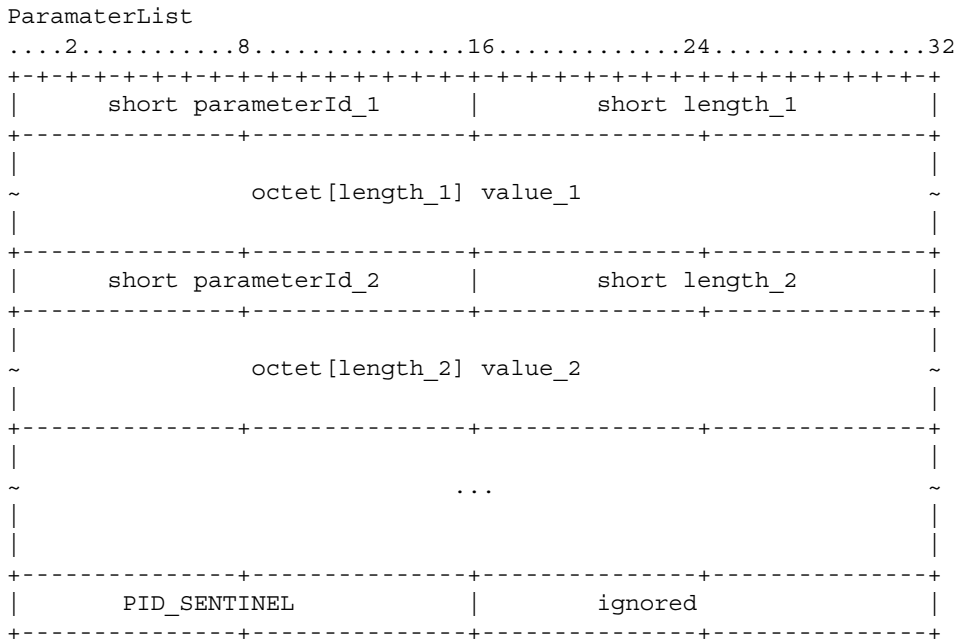 ParamaterList
....2...........8...............16.............24...............32
+-+-+-+-+-+-+-+-+-+-+-+-+-+-+-+-+-+-+-+-+-+-+-+-+-+-+-+-+-+-+-+-+
| short parameterId_1 | short length_1 |
+---------------+---------------+---------------+---------------+
| |
~ octet[length_1] value_1 ~
| |
+---------------+---------------+---------------+---------------+
| short parameterId_2 | short length_2 |
+---------------+---------------+---------------+---------------+
| |
~ octet[length_2] value_2 ~
| |
+---------------+---------------+---------------+---------------+
| |
~ ... ~
| |
| |
+---------------+---------------+---------------+---------------+
| PID_SENTINEL | ignored |
+---------------+---------------+---------------+---------------+